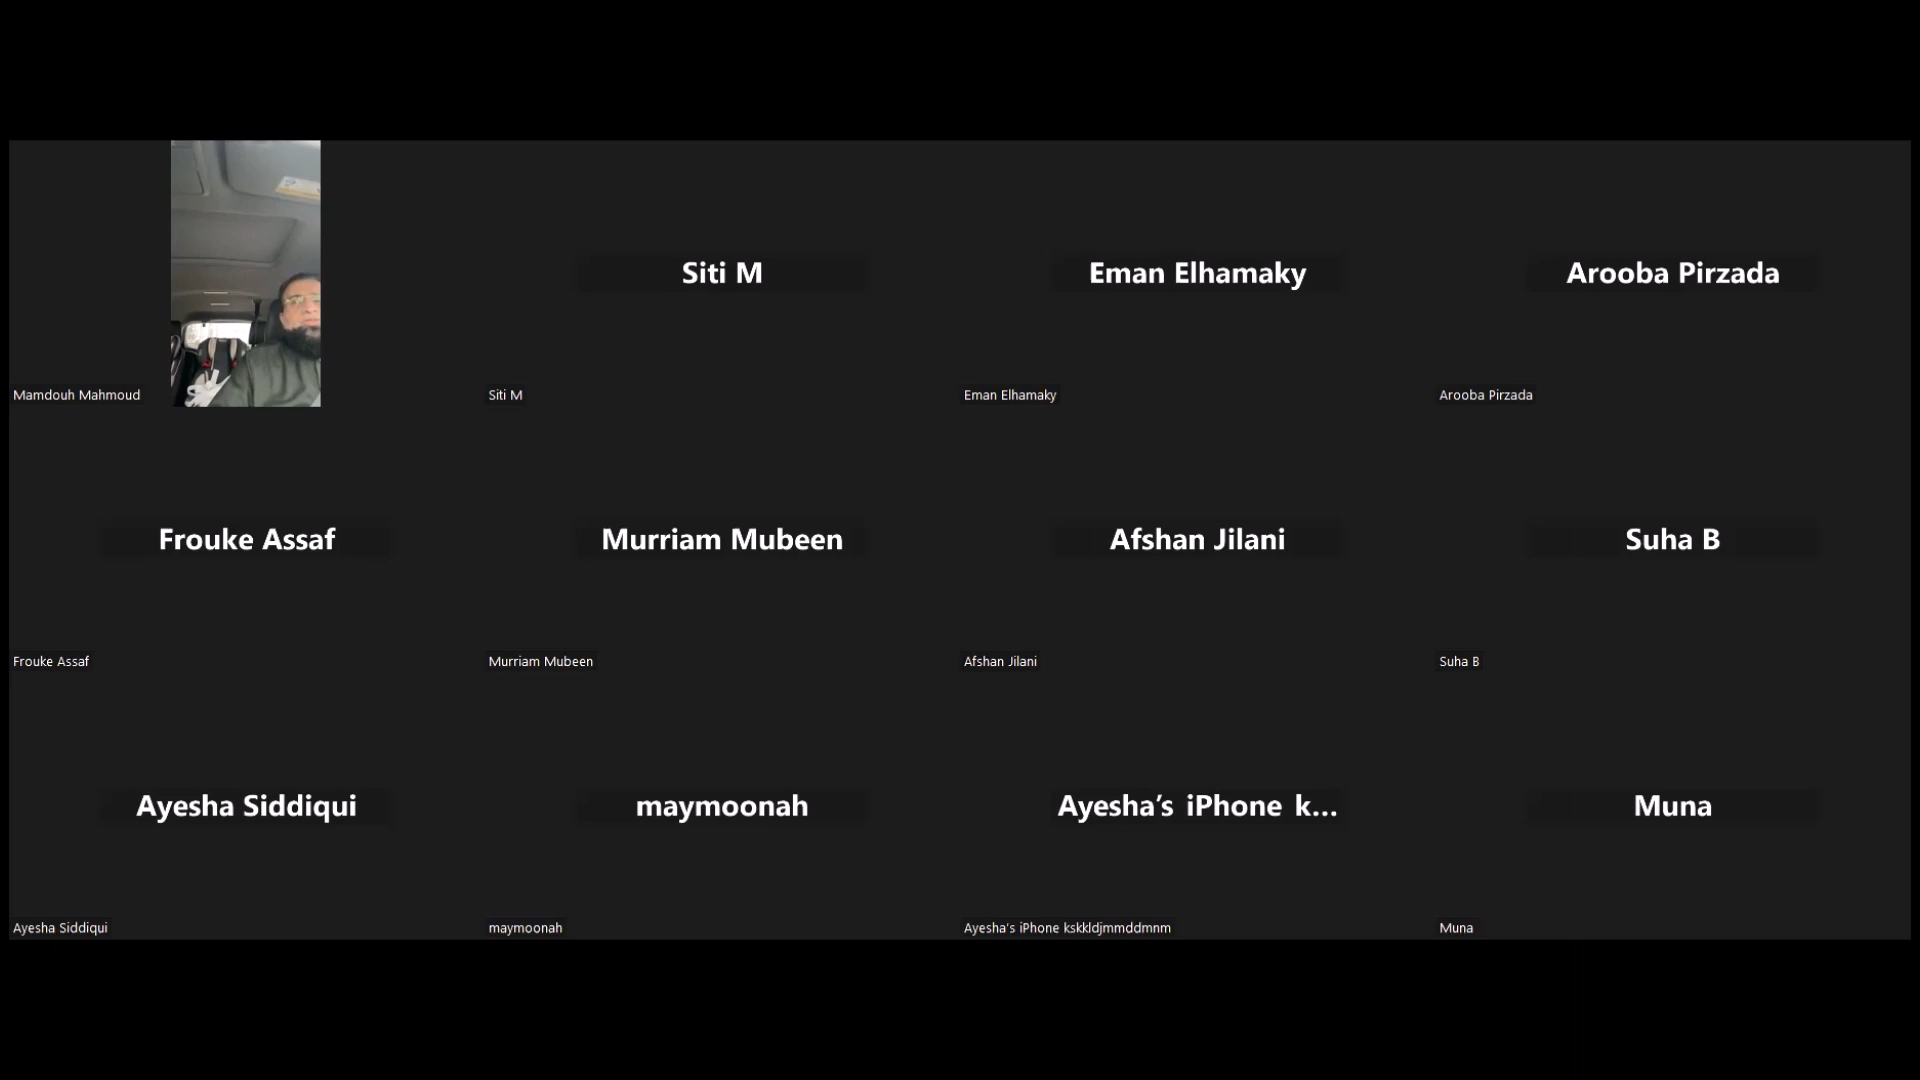 Siti M
Eman Elhamaky
Arooba Pirzada
Mamdouh Mahmoud
Siti M
Eman Elhamaky
Arooba Pirzada
Frouke Assaf
Murriam Mubeen
Afshan Jilani
Suha B
Frouke Assaf
Murriam Mubeen
Afshan Jilani
Suha B
Ayesha Siddiqui
maymoonah
Ayesha’s iPhone k...
Muna
Ayesha Siddiqui
maymoonah
Ayesha's iPhone kskkldjmmddmnm
Muna